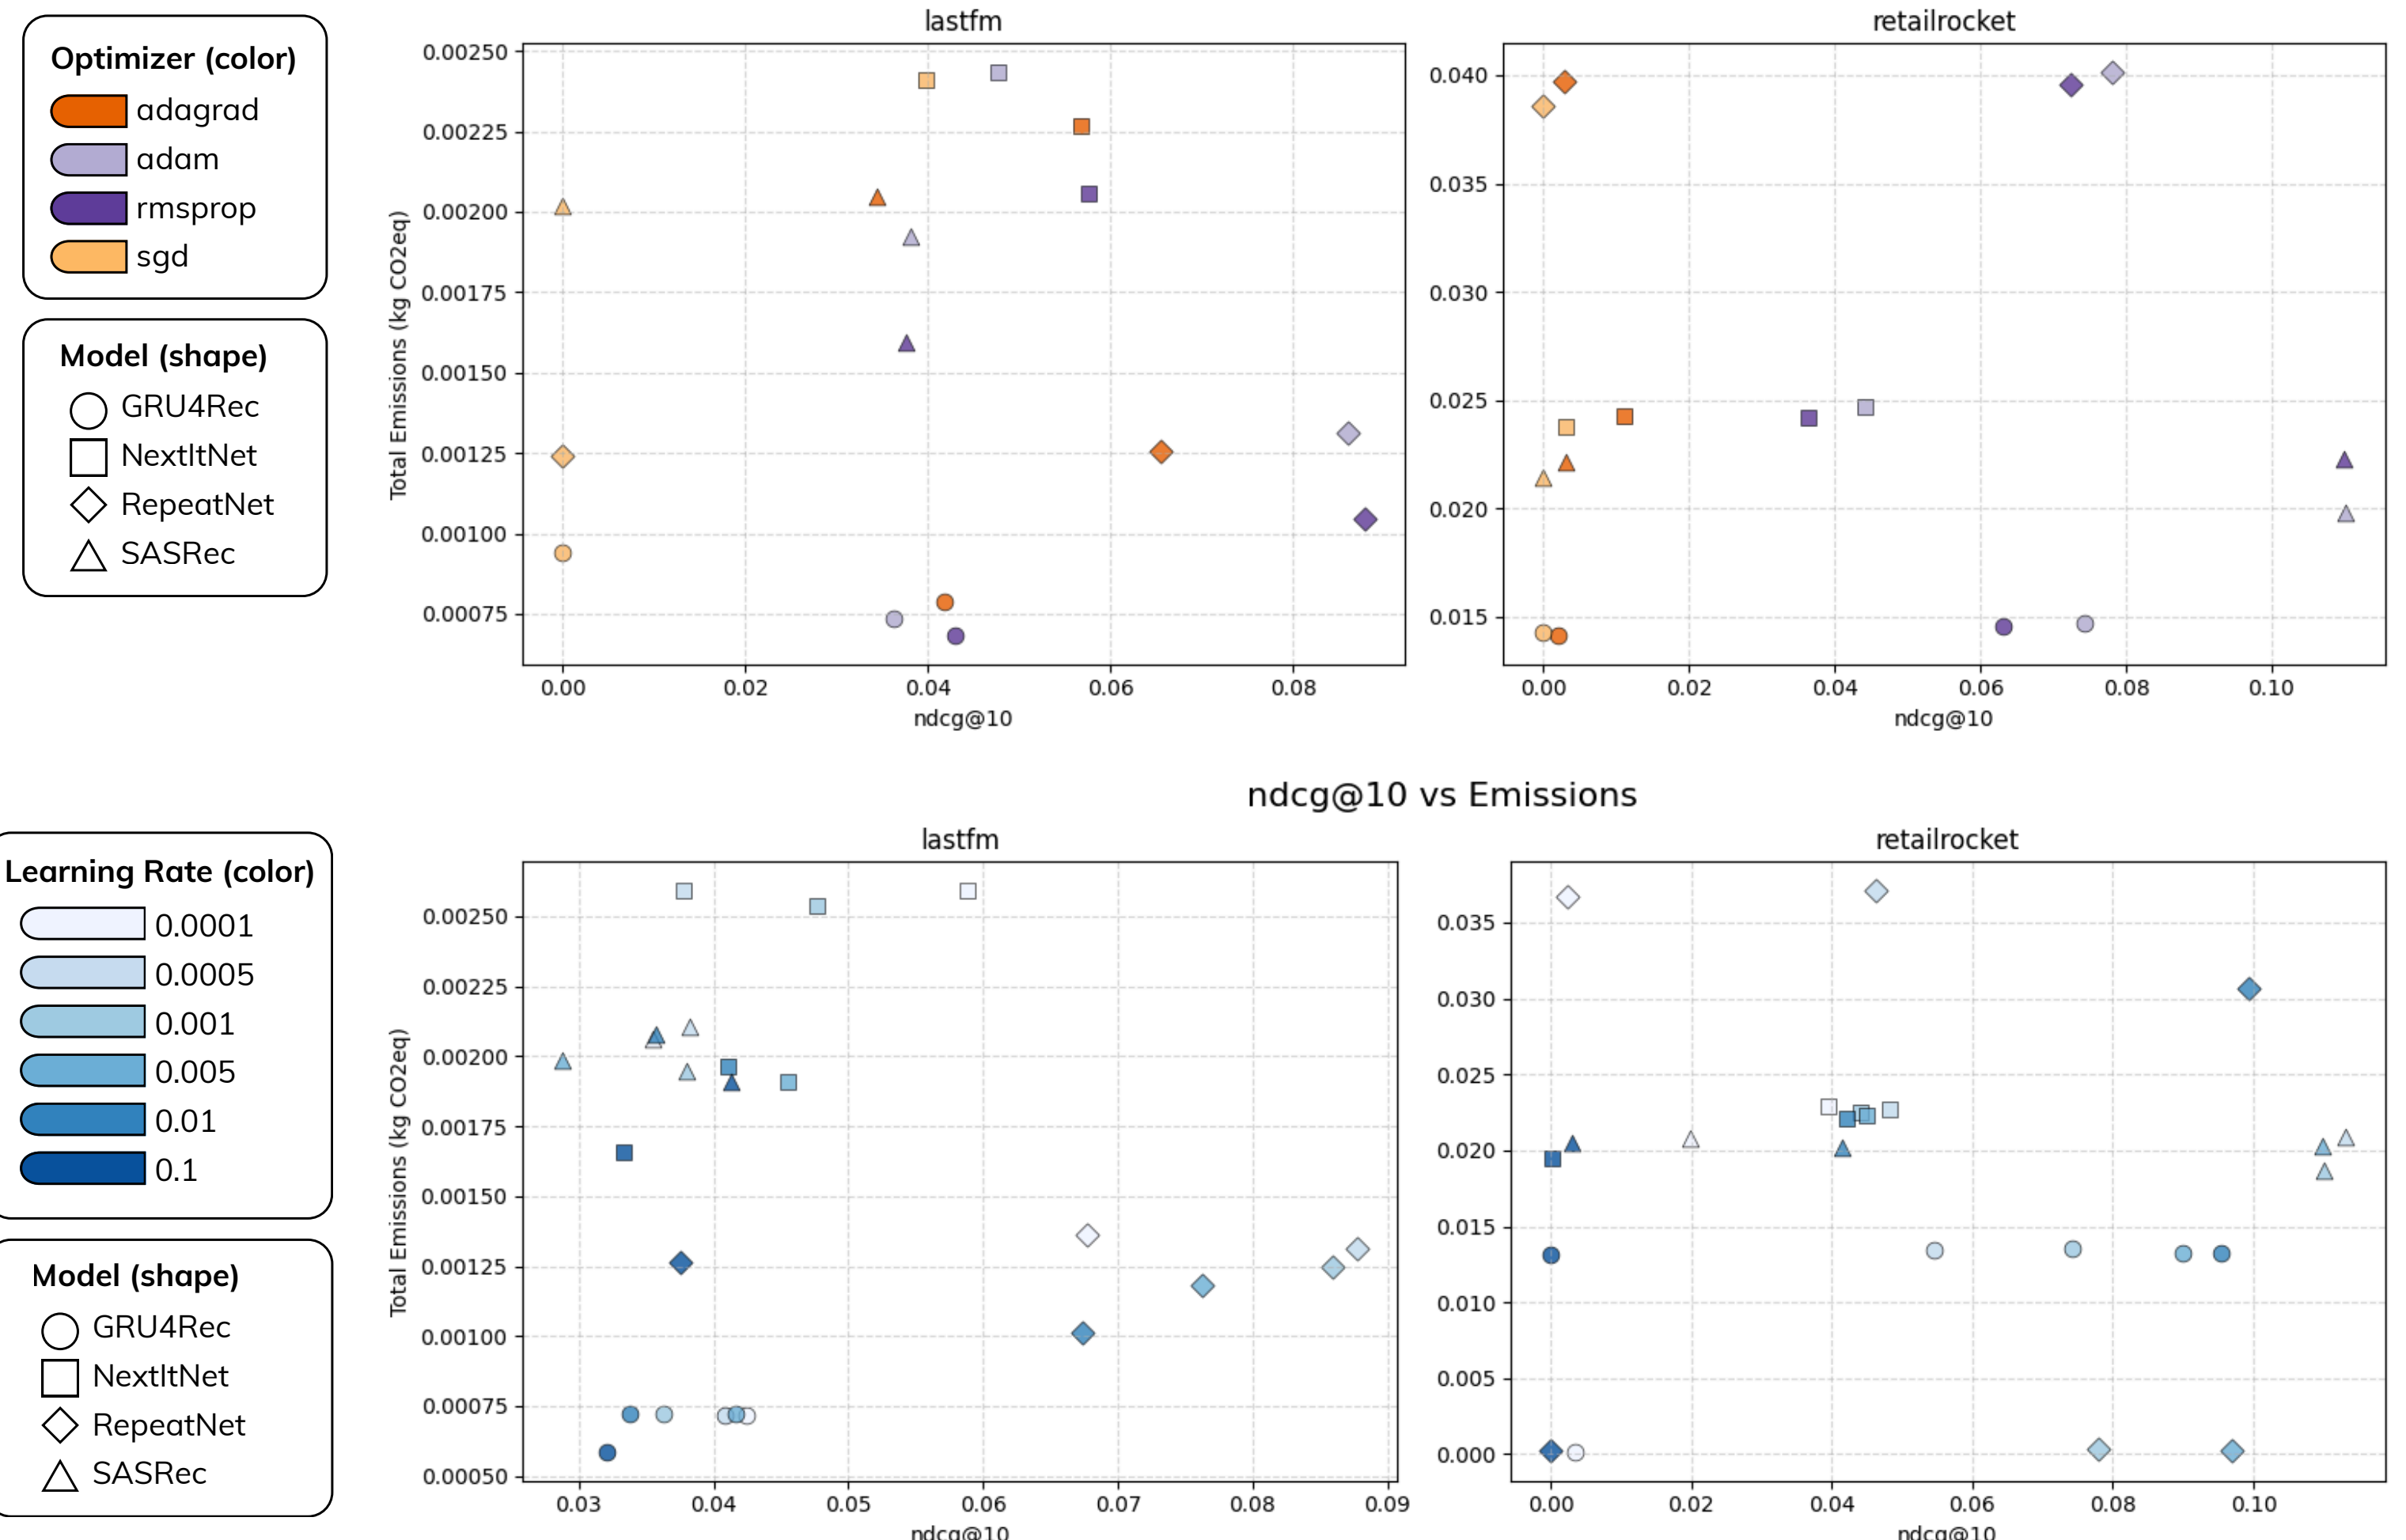 Optimizer (color)
adagrad
adam
rmsprop
sgd
Model (shape)
GRU4Rec
NextItNet
RepeatNet
SASRec
lastfm
Total Emissions (kg CO2eq)
0.00250
0.00225
0.00200
0.00175
0.00150
0.00125
0.00100
0.00075
0.00 0.02 0.04 0.06 0.08
ndcg@10
retailrocket
0.040
0.035
0.030
0.025
0.020
0.015
0.00 0.02 0.04 0.06 0.08 0.10
ndcg@10
ndcg@10 vs Emissions
Learning Rate (color)
0.0001
0.0005
0.001
0.005
0.01
0.1
Model (shape)
GRU4Rec
NextItNet
RepeatNet
SASRec
lastfm
Total Emissions (kg CO2eq)
0.00250
0.00225
0.00200
0.00175
0.00150
0.00125
0.00100
0.00075
0.00050
0.03 0.04 0.05 0.06 0.07 0.08 0.09
ndcg@10
retailrocket
0.035
0.030
0.025
0.020
0.015
0.010
0.005
0.000
0.00 0.02 0.04 0.06 0.08 0.10
ndcg@10